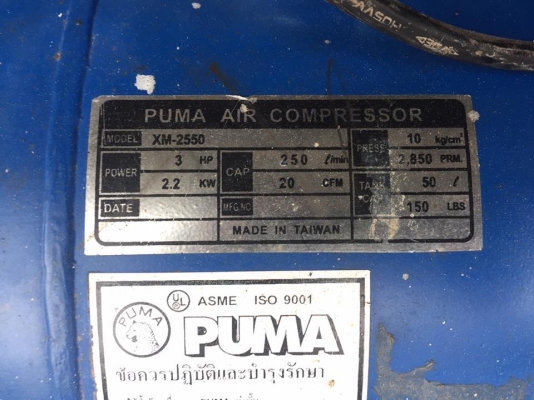 PUMA AIR COMPRESSOR
MODEL XM-2550 PRESS 10 kg/cm²
POWER 3 HP CAP 250 ℓ/min 2,850 PRM.
2.2 KW 20 CFM TANK 50 ℓ
DATE MFG.NO 150 LBS
MADE IN TAIWAN
UL ASME ISO 9001
PUMA PUMA
ข้อควรปฏิบัติและบำรุงรักษา